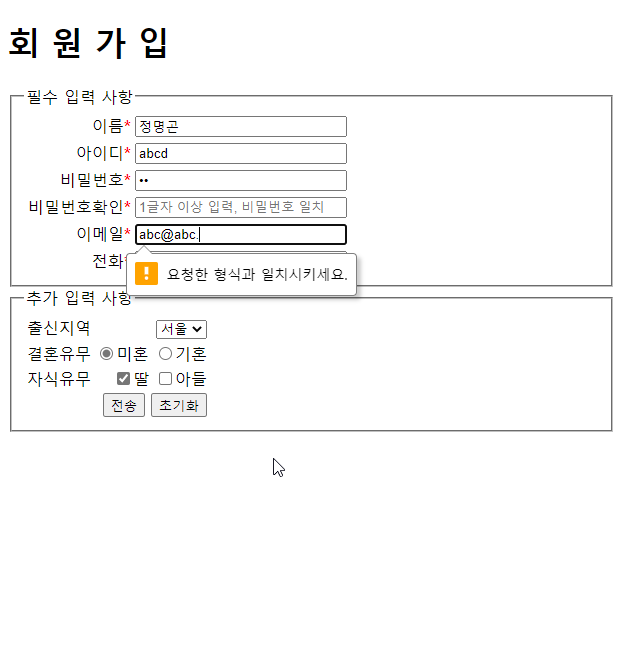 회 원 가 입
필수 입력 사항
이름* 정명곤
아이디* abcd
비밀번호* ••
비밀번호확인* 1글자 이상 입력, 비밀번호 일치
이메일* abc@abc.
전화*
! 요청한 형식과 일치시키세요.
추가 입력 사항
출신지역 서울
결혼유무 미혼 기혼
자식유무 딸 아들
전송 초기화